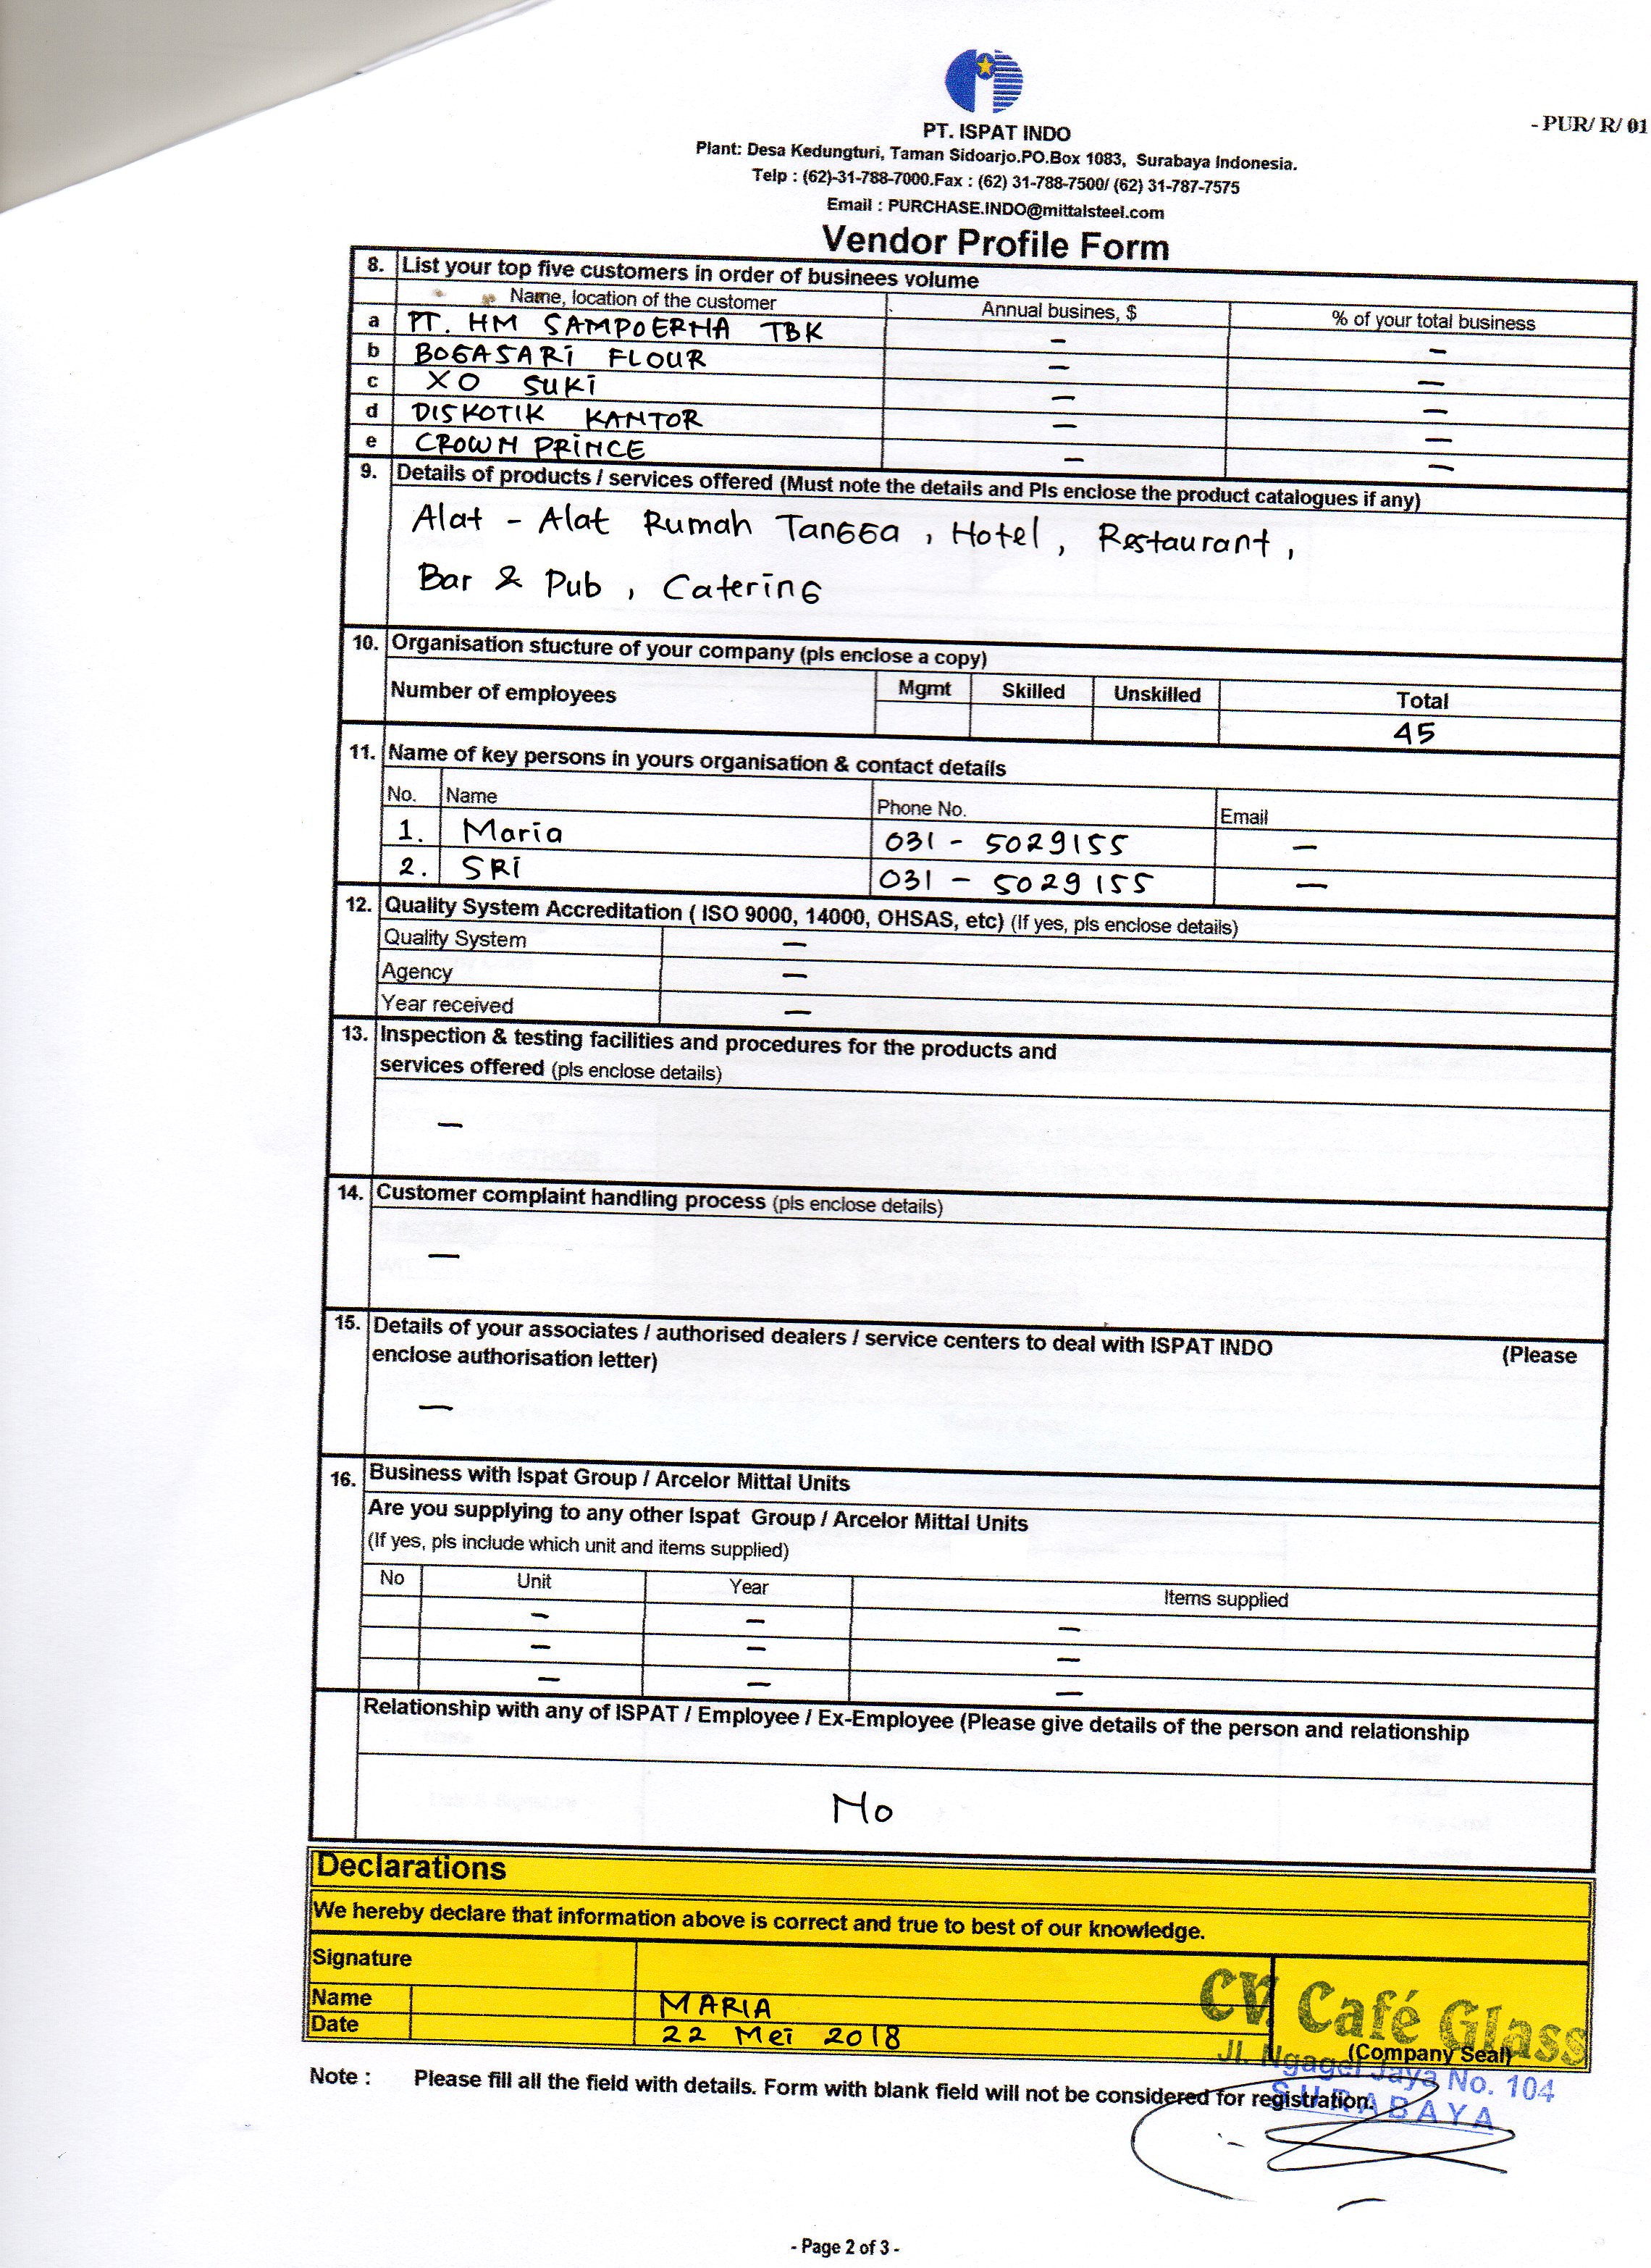 - PUR/ R/ 01
PT. ISPAT INDO
Plant: Desa Kedungturi, Taman Sidoarjo.PO.Box 1083, Surabaya Indonesia.
Telp : (62)-31-788-7000.Fax : (62) 31-788-7500/ (62) 31-787-7575
Email : PURCHASE.INDO@mittalsteel.com
Vendor Profile Form
8. List your top five customers in order of businees volume
Name, location of the customer Annual busines, $ % of your total business
a PT. HM SAMPOERNA TBK – –
b BOGASARI FLOUR – –
c XO SUKI – –
d DISKOTIK KANTOR – –
e CROWN PRINCE – –
9. Details of products / services offered (Must note the details and Pls enclose the product catalogues if any)
Alat - Alat Rumah Tangga , Hotel , Restaurant ,
Bar & Pub , Catering
10. Organisation stucture of your company (pls enclose a copy)
Number of employees Mgmt Skilled Unskilled Total
45
11. Name of key persons in yours organisation & contact details
No. Name Phone No. Email
1. Maria 031 - 5029155 –
2. SRI 031 - 5029155 –
12. Quality System Accreditation ( ISO 9000, 14000, OHSAS, etc) (If yes, pls enclose details)
Quality System –
Agency –
Year received –
13. Inspection & testing facilities and procedures for the products and
services offered (pls enclose details)
–
14. Customer complaint handling process (pls enclose details)
–
15. Details of your associates / authorised dealers / service centers to deal with ISPAT INDO (Please
enclose authorisation letter)
–
16. Business with Ispat Group / Arcelor Mittal Units
Are you supplying to any other Ispat Group / Arcelor Mittal Units
(If yes, pls include which unit and items supplied)
No Unit Year Items supplied
– – –
– – –
– – –
Relationship with any of ISPAT / Employee / Ex-Employee (Please give details of the person and relationship
No
Declarations
We hereby declare that information above is correct and true to best of our knowledge.
Signature
Name MARIA
Date 22 Mei 2018
CV. Café Glass
(Company Seal)
Jl. Ngagel Jaya No. 104
SURABAYA
Note : Please fill all the field with details. Form with blank field will not be considered for registration.
- Page 2 of 3 -